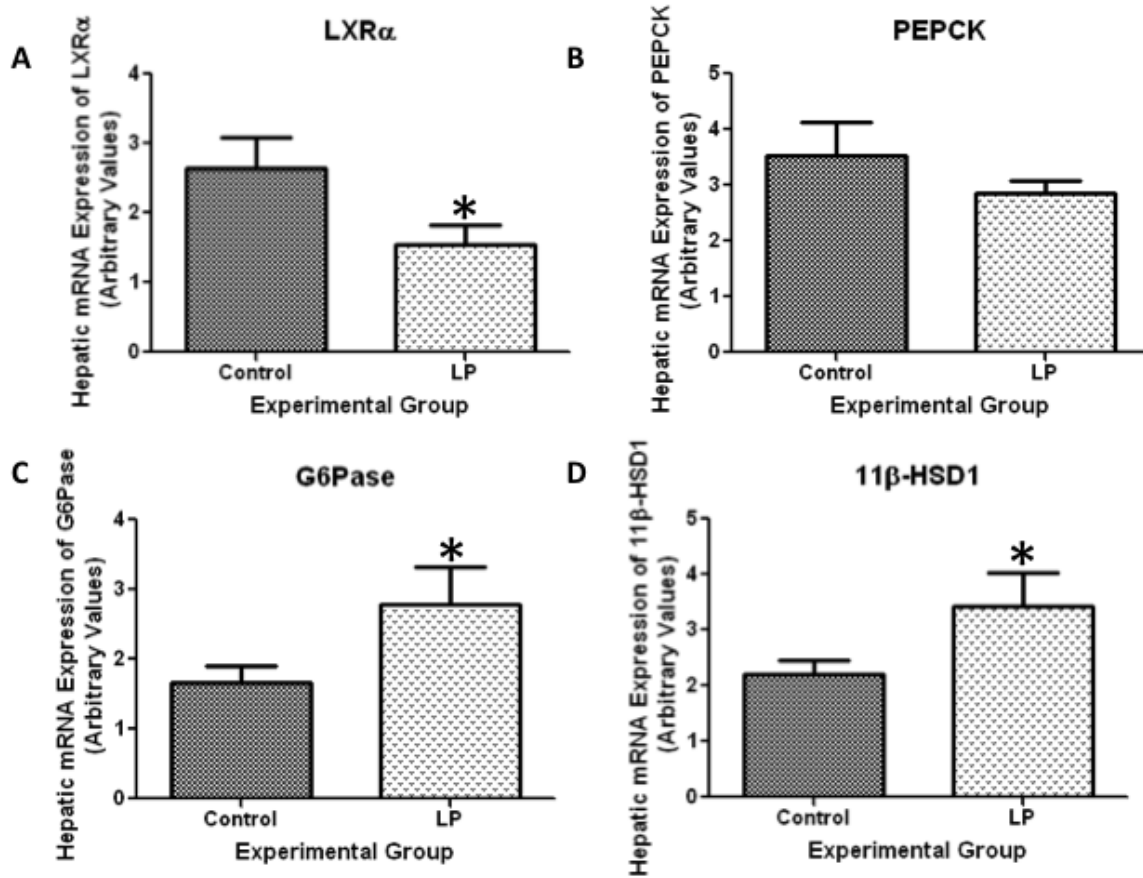 A
LXRα
Hepatic mRNA Expression of LXRα
(Arbitrary Values)
4
3
2
1
0
*
Control
LP
Experimental Group
B
PEPCK
Hepatic mRNA Expression of PEPCK
(Arbitrary Values)
5
4
3
2
1
0
Control
LP
Experimental Group
C
G6Pase
Hepatic mRNA Expression of G6Pase
(Arbitrary Values)
4
3
2
1
0
*
Control
LP
Experimental Group
D
11β-HSD1
Hepatic mRNA Expression of 11β-HSD1
(Arbitrary Values)
5
4
3
2
1
0
*
Control
LP
Experimental Group